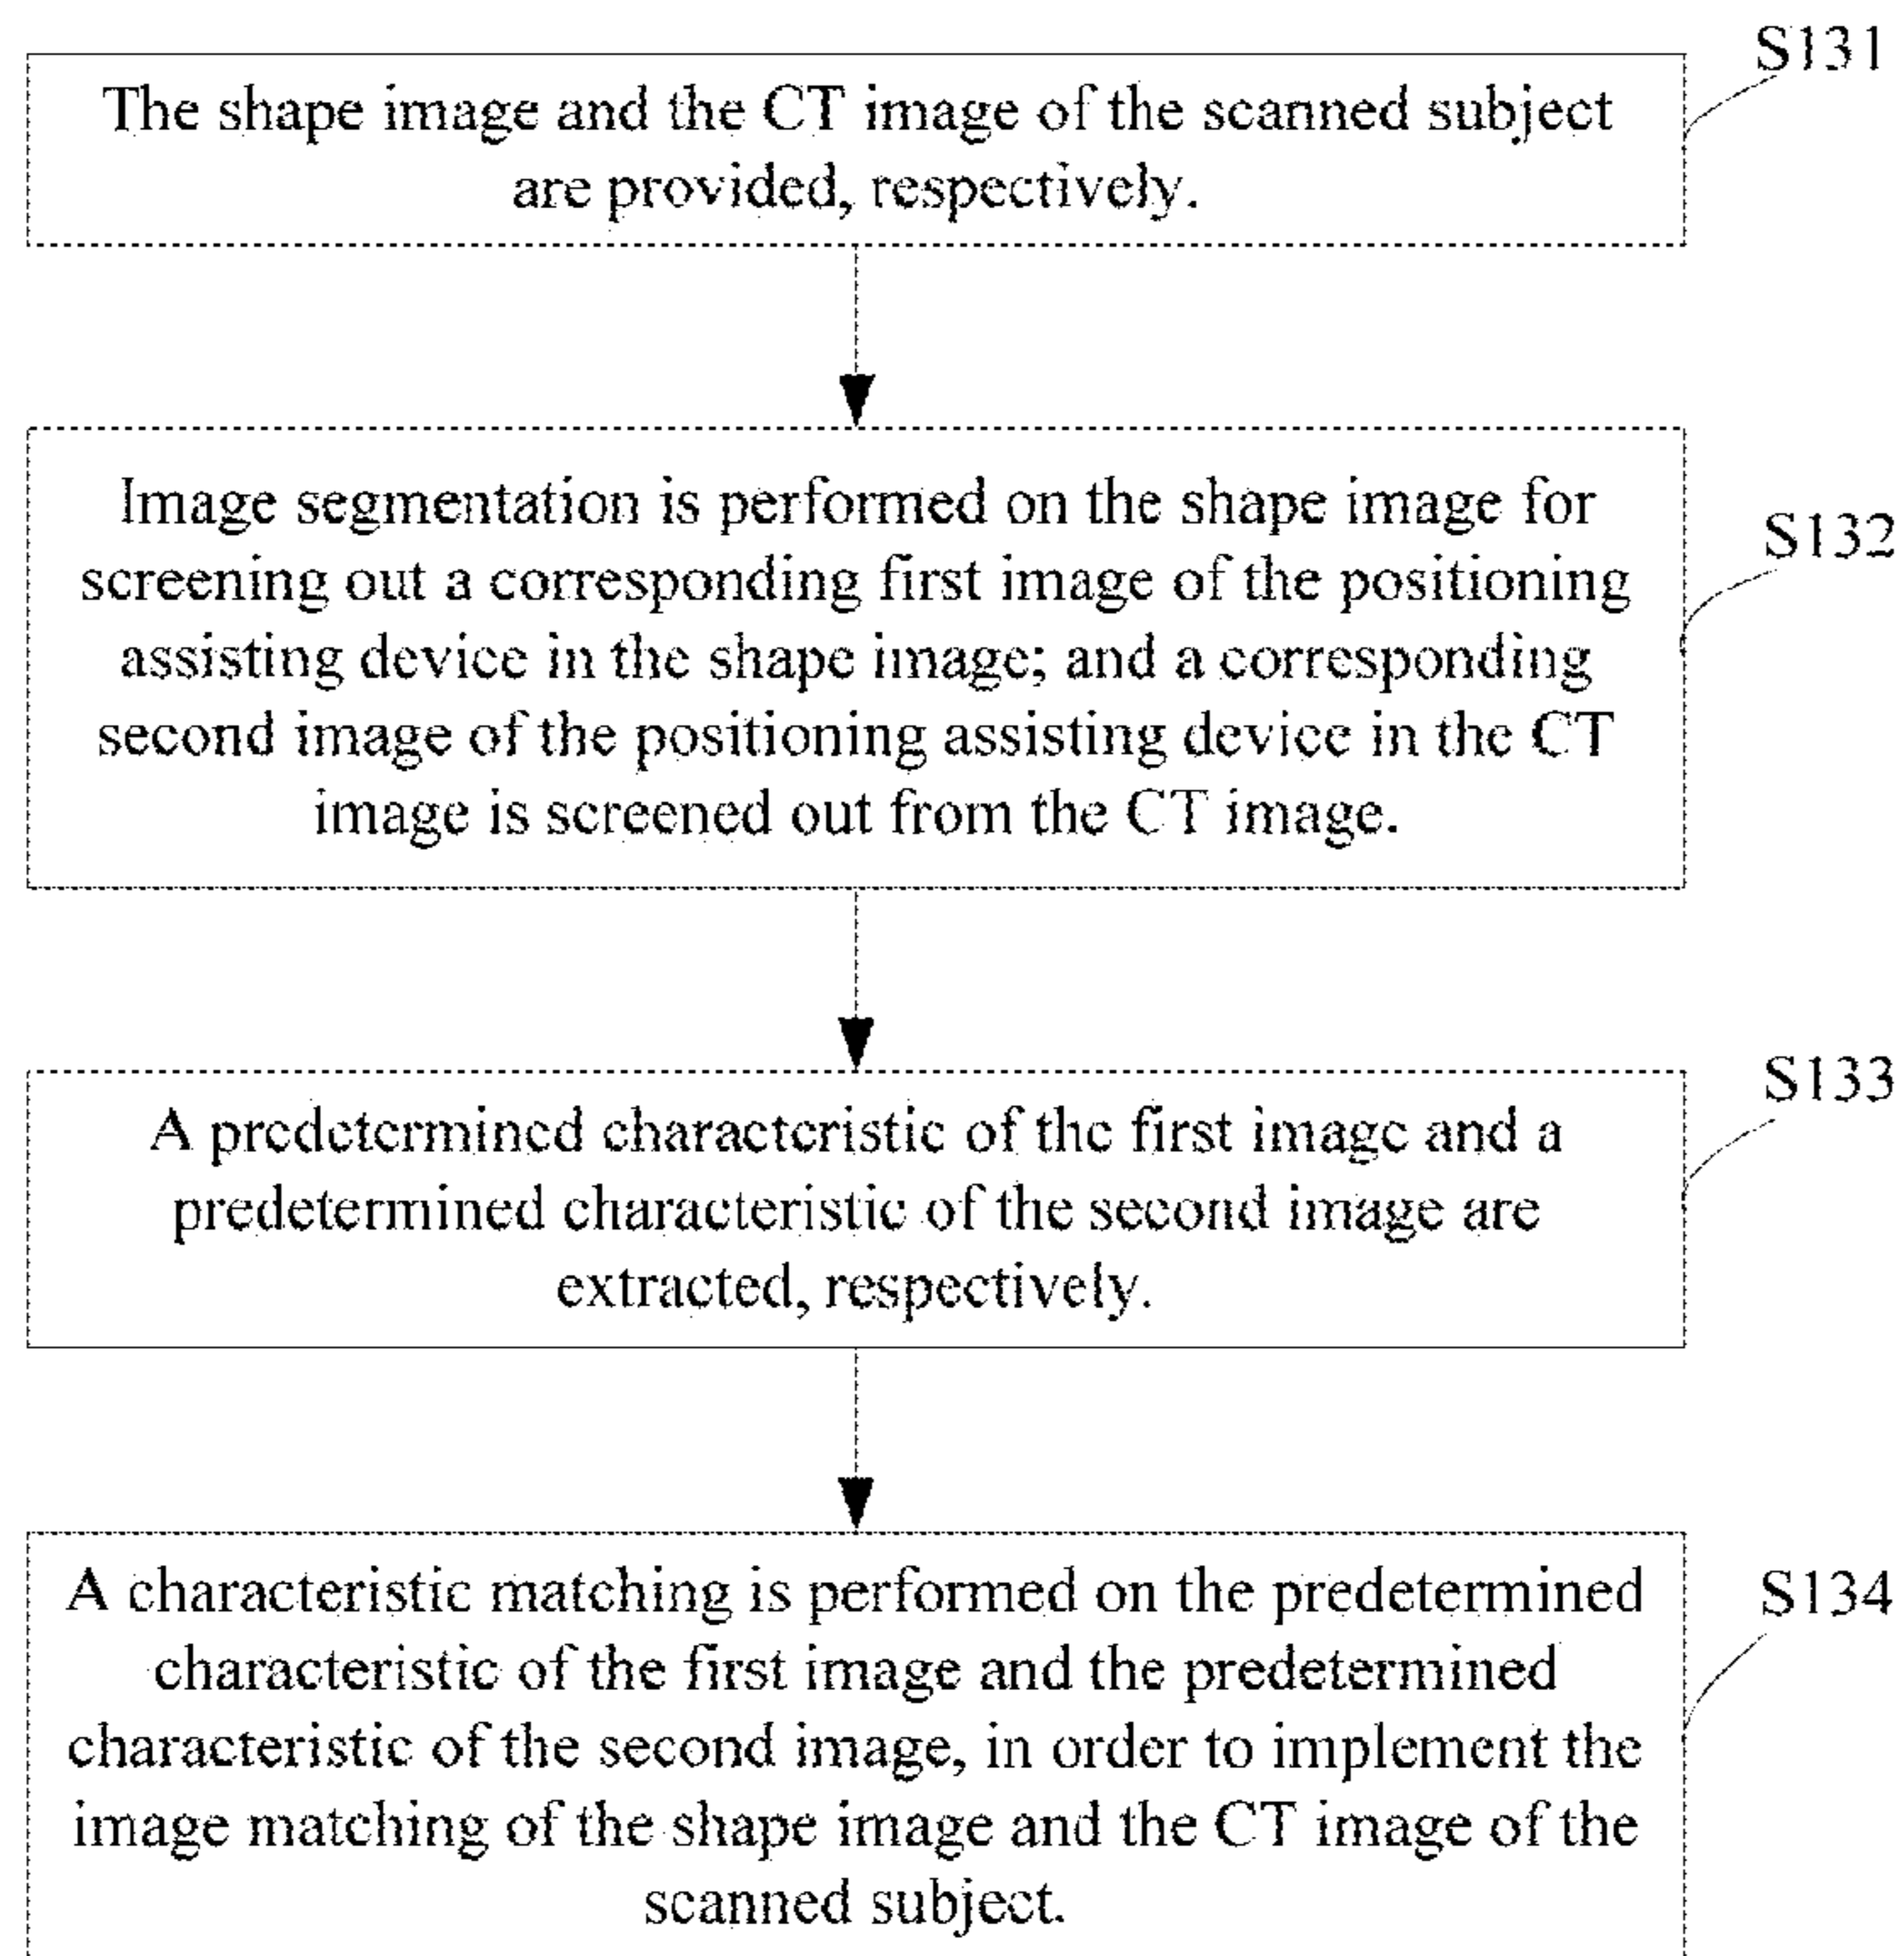 S131
The shape image and the CT image of the scanned subject
are provided, respectively.
S132
Image segmentation is performed on the shape image for
screening out a corresponding first image of the positioning
assisting device in the shape image; and a corresponding
second image of the positioning assisting device in the CT
image is screened out from the CT image.
S133
A predetermined characteristic of the first image and a
predetermined characteristic of the second image are
extracted, respectively.
S134
A characteristic matching is performed on the predetermined
characteristic of the first image and the predetermined
characteristic of the second image, in order to implement the
image matching of the shape image and the CT image of the
scanned subject.